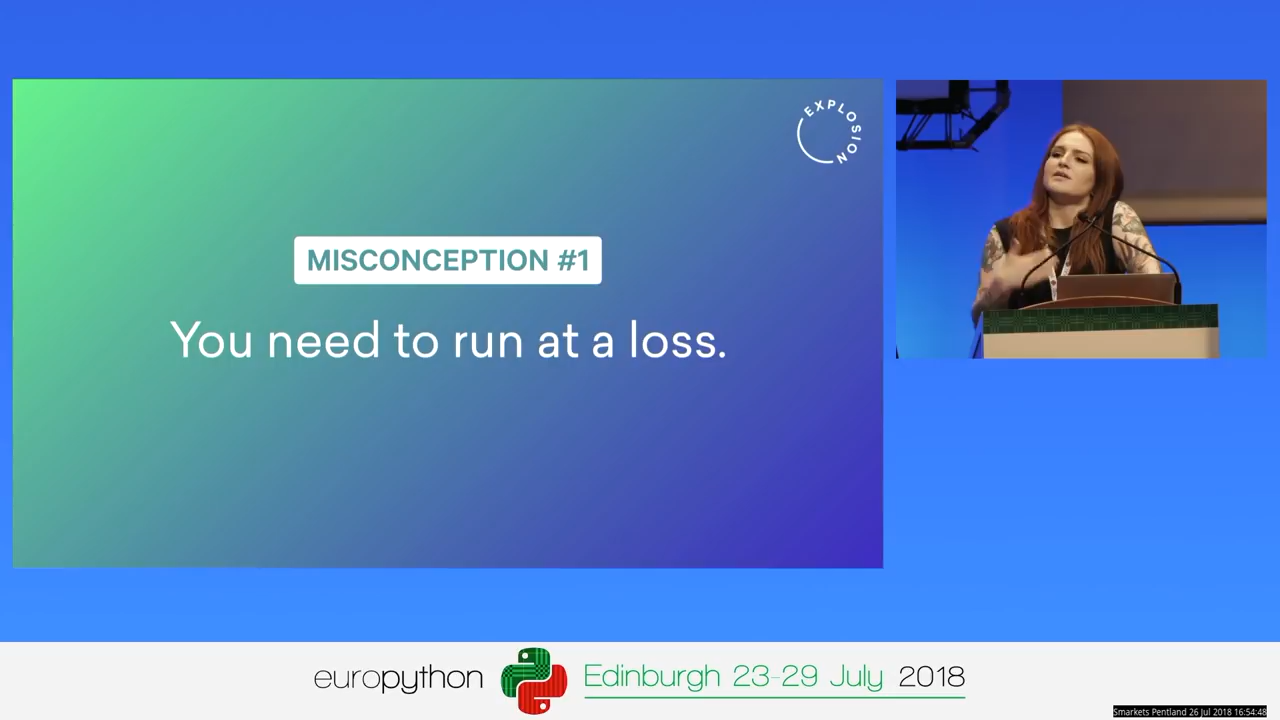 EXPLOSION
MISCONCEPTION #1
You need to run at a loss.
europython
Edinburgh 23-29 July 2018
Smarkets Pentland 26 Jul 2018 16:54:48